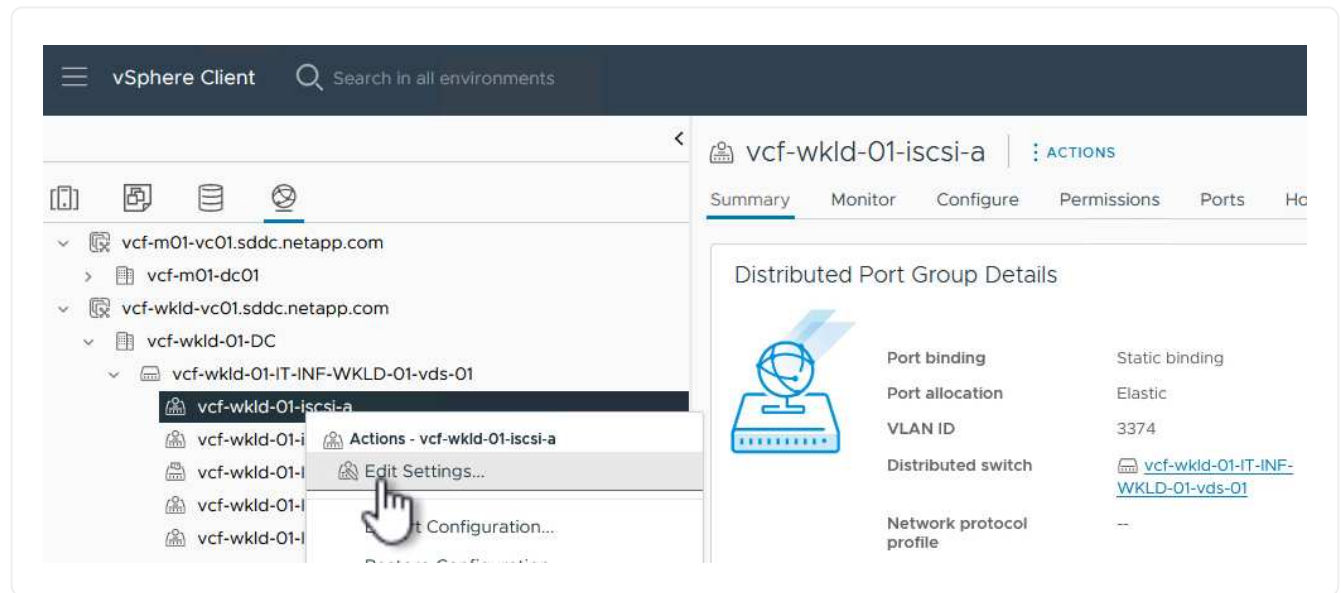 vSphere Client
Search in all environments
vcf-m01-vc01.sddc.netapp.com
vcf-m01-dc01
vcf-wkld-vc01.sddc.netapp.com
vcf-wkld-01-DC
vcf-wkld-01-IT-INF-WKLD-01-vds-01
vcf-wkld-01-iscsi-a
vcf-wkld-01-i
vcf-wkld-01-I
vcf-wkld-01-I
vcf-wkld-01-I
Actions - vcf-wkld-01-iscsi-a
Edit Settings...
Configuration...
vcf-wkld-01-iscsi-a
ACTIONS
Summary Monitor Configure Permissions Ports Ho
Distributed Port Group Details
Port binding Static binding
Port allocation Elastic
VLAN ID 3374
Distributed switch vcf-wkld-01-IT-INF-
WKLD-01-vds-01
Network protocol --
profile